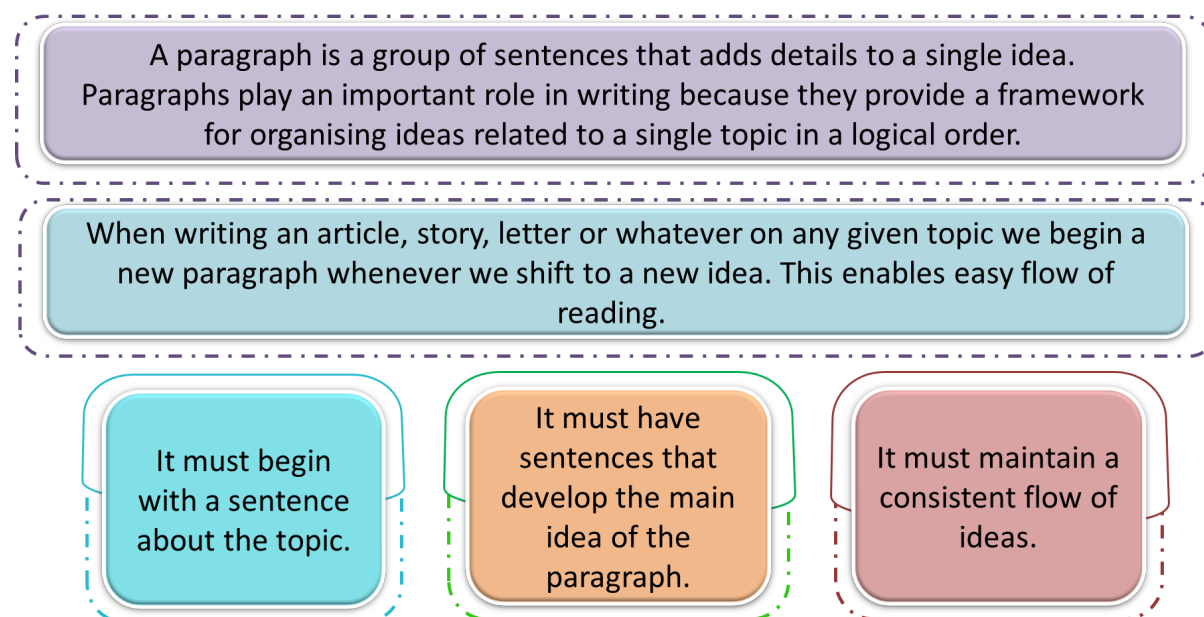 A paragraph is a group of sentences that adds details to a single idea.
Paragraphs play an important role in writing because they provide a framework
for organising ideas related to a single topic in a logical order.
When writing an article, story, letter or whatever on any given topic we begin a
new paragraph whenever we shift to a new idea. This enables easy flow of
reading.
It must begin
with a sentence
about the topic.
It must have
sentences that
develop the main
idea of the
paragraph.
It must maintain a
consistent flow of
ideas.